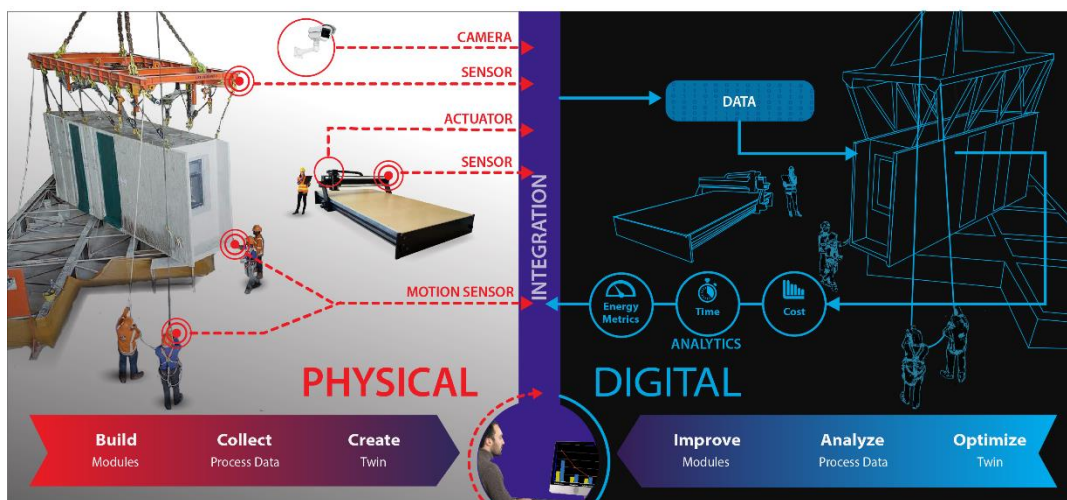 CAMERA
SENSOR
ACTUATOR
SENSOR
MOTION SENSOR
INTEGRATION
DATA
Energy
Metrics
Time
Cost
ANALYTICS
PHYSICAL
DIGITAL
Build
Modules
Collect
Process Data
Create
Twin
Improve
Modules
Analyze
Process Data
Optimize
Twin